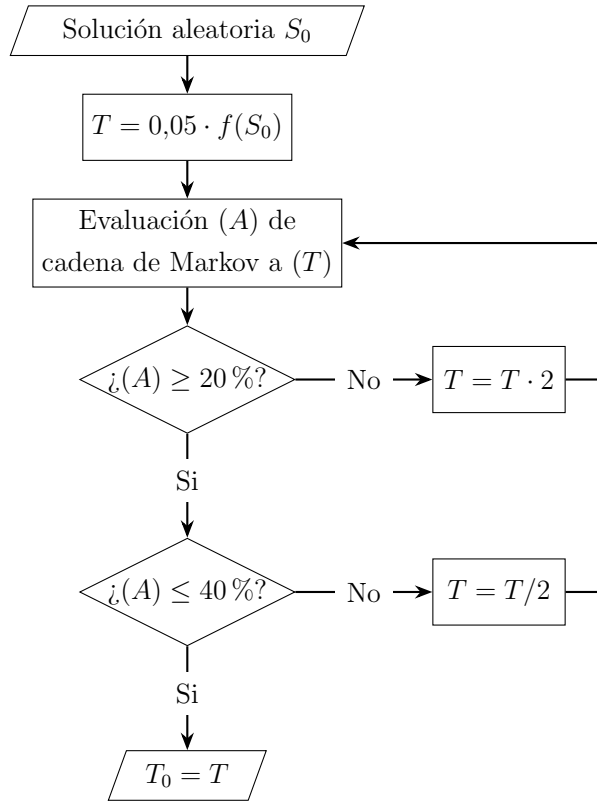 Solución aleatoria $S_0$
$T = 0{,}05 \cdot f(S_0)$
Evaluación $(A)$ de
cadena de Markov a $(T)$
¿$(A) \geq 20\,\%$?
No
$T = T \cdot 2$
Si
¿$(A) \leq 40\,\%$?
No
$T = T/2$
Si
$T_0 = T$